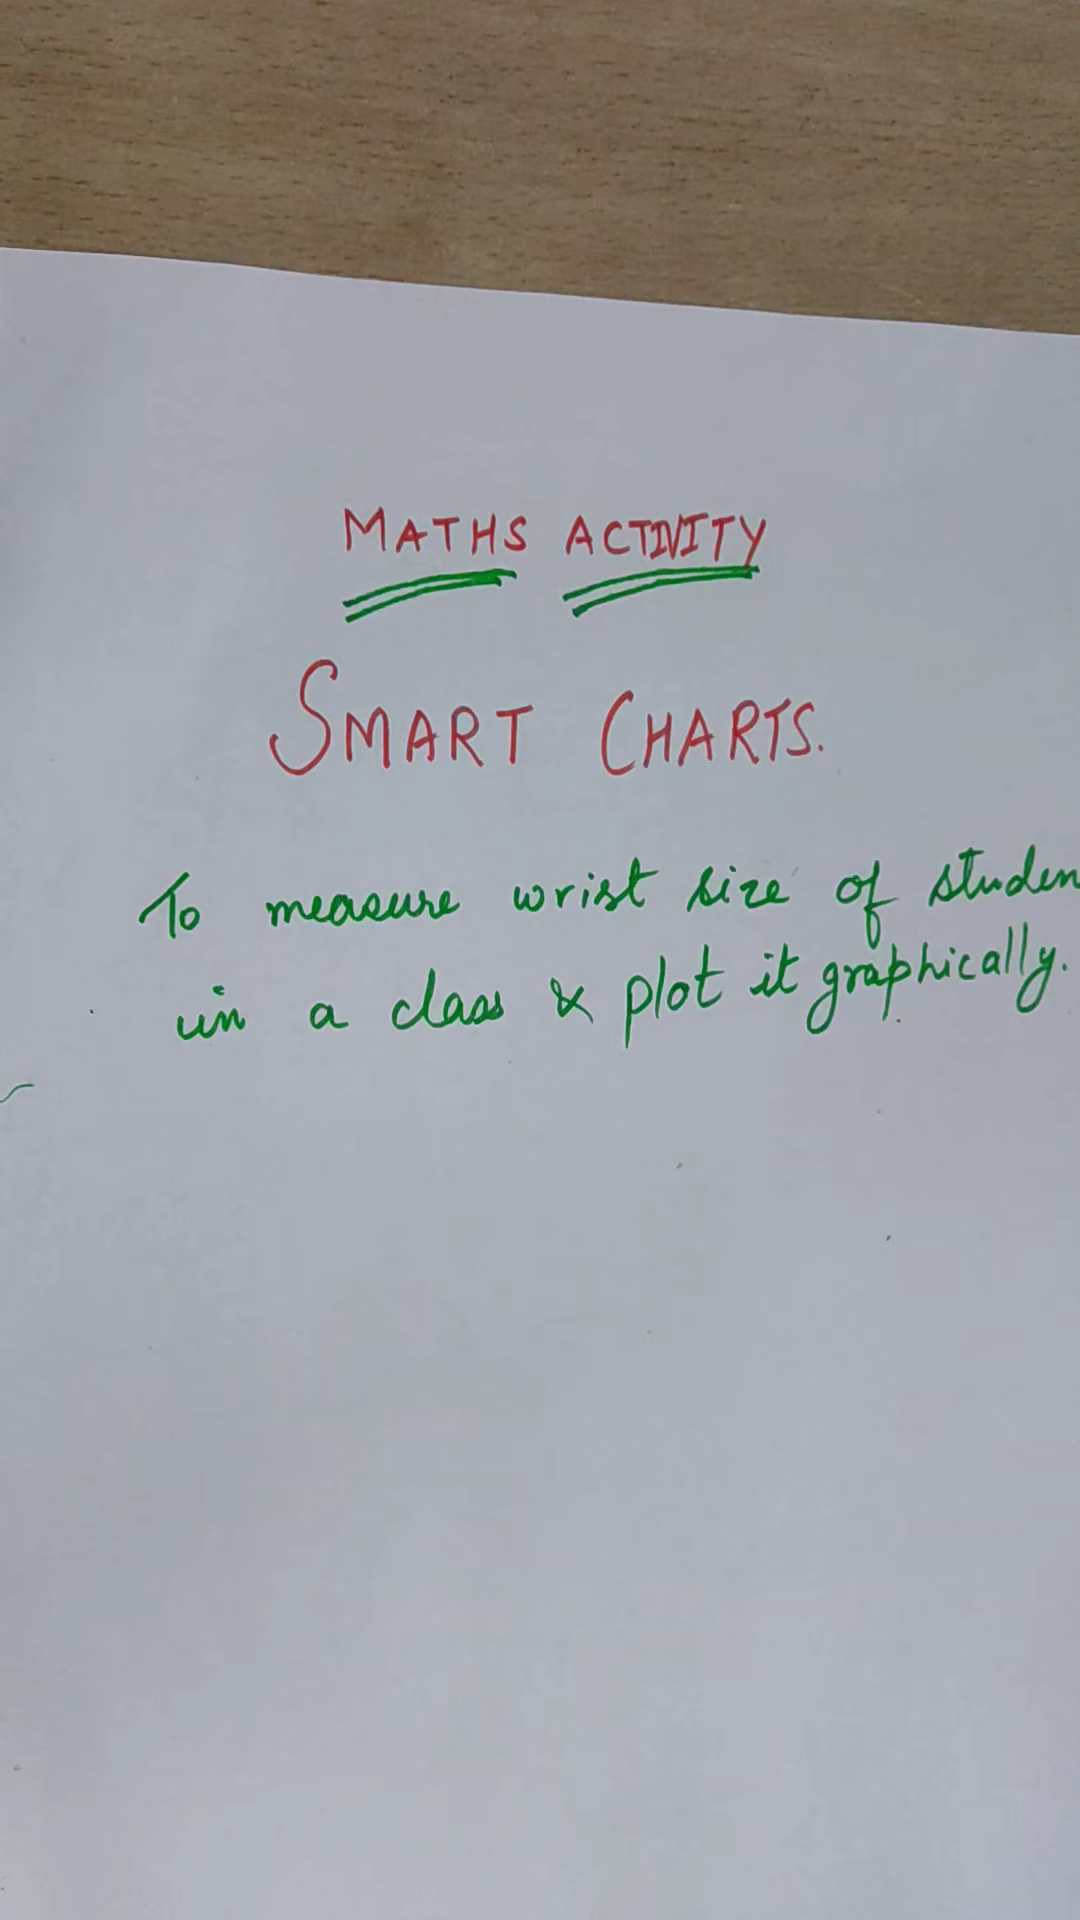 MATHS ACTIVITY
SMART CHARTS.
To measure wrist size of studen
in a class & plot it graphically.